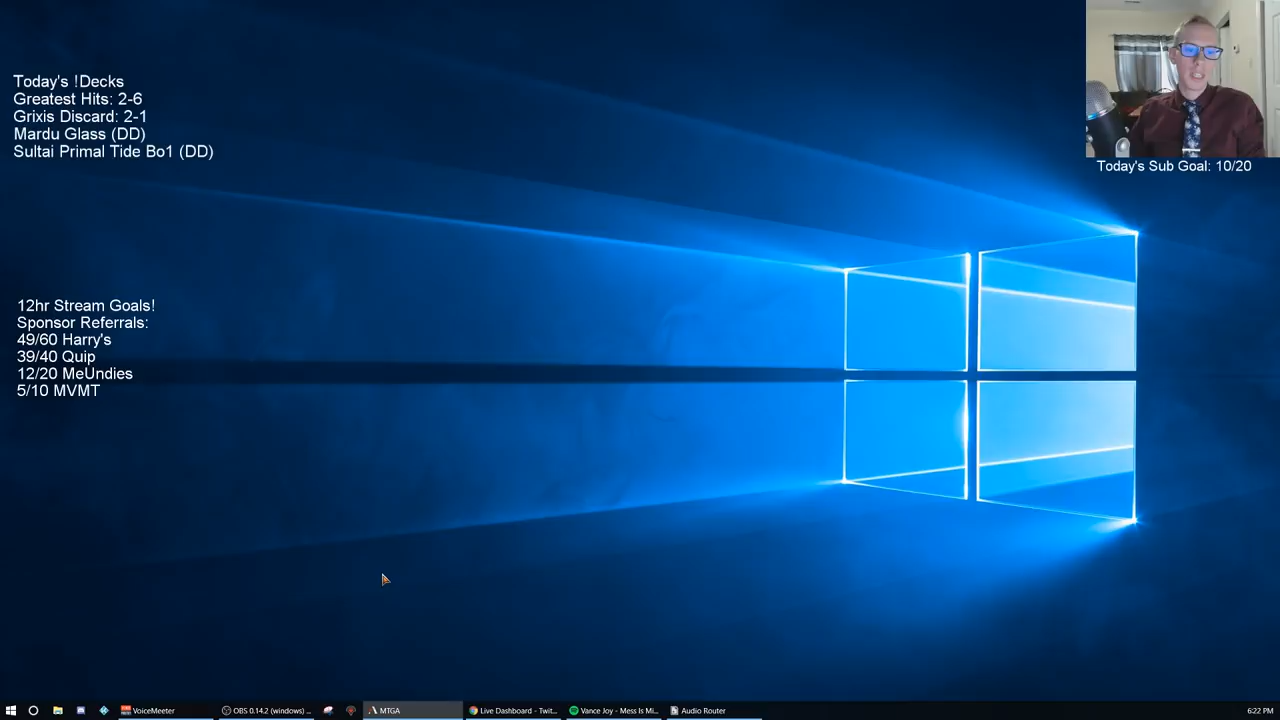 Today's !Decks
Greatest Hits: 2-6
Grixis Discard: 2-1
Mardu Glass (DD)
Sultai Primal Tide Bo1 (DD)
Today's Sub Goal: 10/20
12hr Stream Goals!
Sponsor Referrals:
49/60 Harry's
39/40 Quip
12/20 MeUndies
5/10 MVMT
VoiceMeeter
OBS 0.14.2 (windows) ...
MTGA
Live Dashboard - Twit...
Vance Joy - Mess Is Mi...
Audio Router
6:22 PM